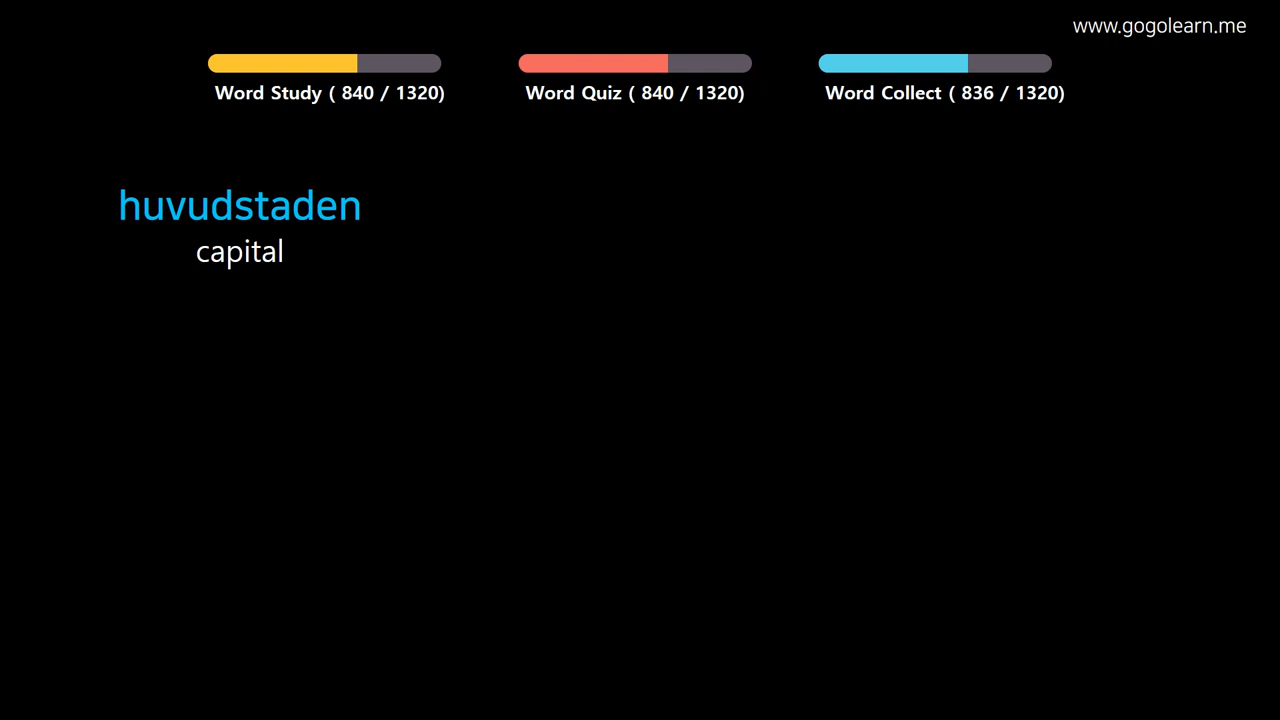 www.gogolearn.me
Word Study ( 840 / 1320)
Word Quiz ( 840 / 1320)
Word Collect ( 836 / 1320)
huvudstaden
capital